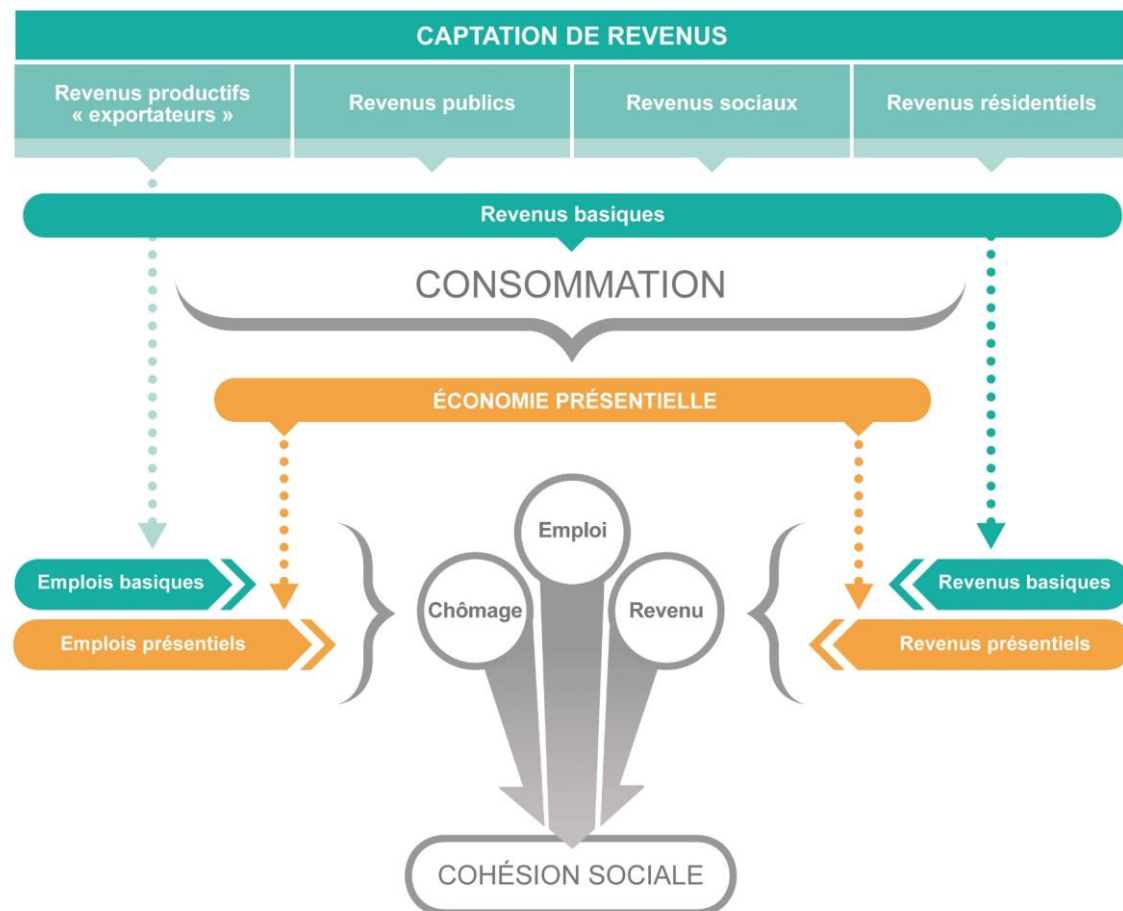 CAPTATION DE REVENUS
Revenus productifs
« exportateurs »
Revenus publics
Revenus sociaux
Revenus résidentiels
Revenus basiques
CONSOMMATION
ÉCONOMIE PRÉSENTIELLE
Emploi
Chômage
Revenu
Emplois basiques
Revenus basiques
Emplois présentiels
Revenus présentiels
COHÉSION SOCIALE